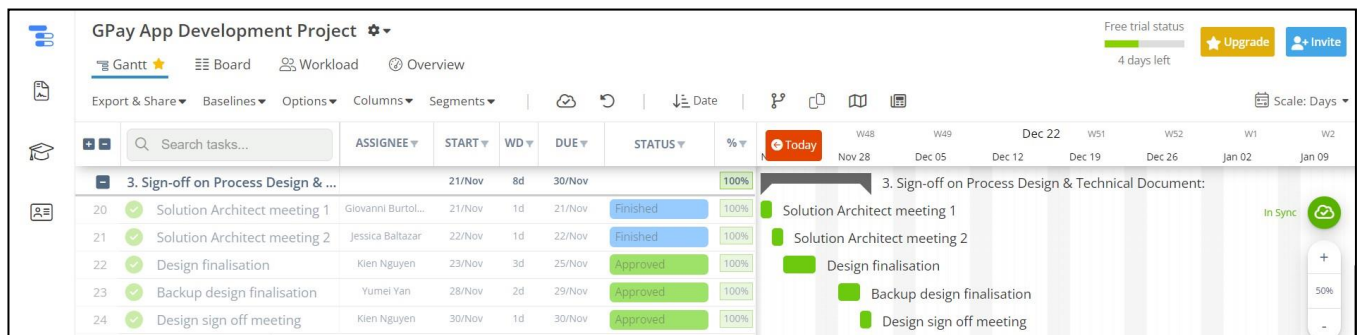 GPay App Development Project
Free trial status
4 days left
Upgrade
Invite
Gantt Board Workload Overview
Export & Share Baselines Options Columns Segments Date Scale: Days
Search tasks... ASSIGNEE START WD DUE STATUS %
Today
W48 W49 Dec 22 W51 W52 W1 W2
Nov 28 Dec 05 Dec 12 Dec 19 Dec 26 Jan 02 Jan 09
3. Sign-off on Process Design & ... 21/Nov 8d 30/Nov 100% 3. Sign-off on Process Design & Technical Document:
20 Solution Architect meeting 1 Giovanni Burtol... 21/Nov 1d 21/Nov Finished 100% Solution Architect meeting 1
In Sync
21 Solution Architect meeting 2 Jessica Baltazar 22/Nov 1d 22/Nov Finished 100% Solution Architect meeting 2
22 Design finalisation Kien Nguyen 23/Nov 3d 25/Nov Approved 100% Design finalisation
23 Backup design finalisation Yumei Yan 28/Nov 2d 29/Nov Approved 100% Backup design finalisation
24 Design sign off meeting Kien Nguyen 30/Nov 1d 30/Nov Approved 100% Design sign off meeting
+
50%
-